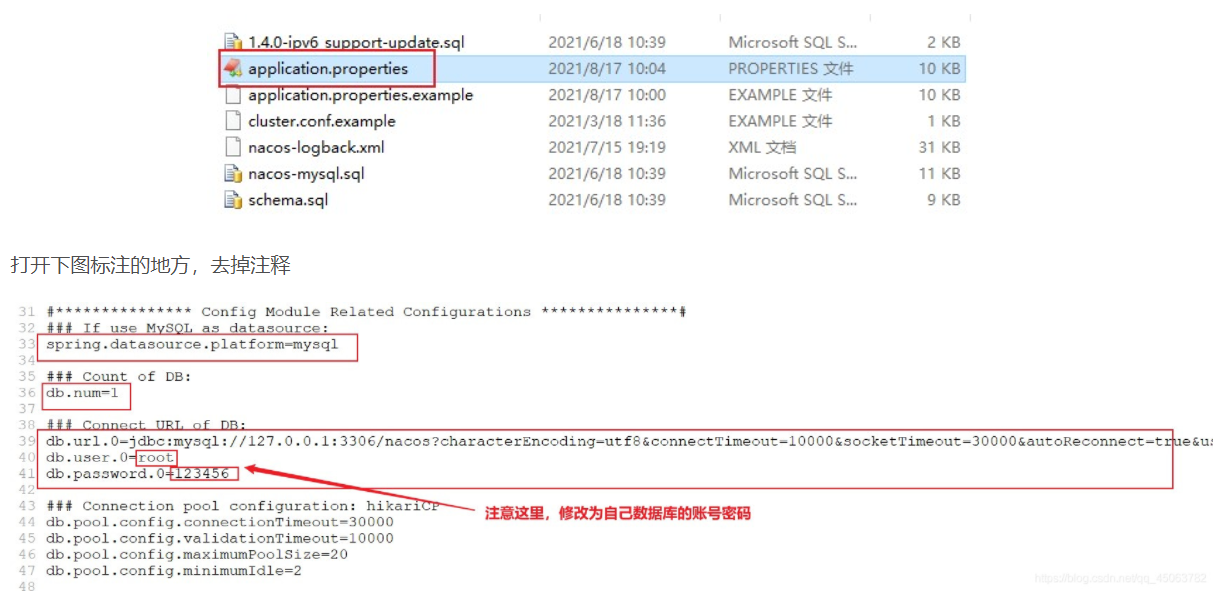 1.4.0-ipv6_support-update.sql 2021/6/18 10:39 Microsoft SQL S... 2 KB
application.properties 2021/8/17 10:04 PROPERTIES 文件 10 KB
application.properties.example 2021/8/17 10:00 EXAMPLE 文件 10 KB
cluster.conf.example 2021/3/18 11:36 EXAMPLE 文件 1 KB
nacos-logback.xml 2021/7/15 19:19 XML 文档 31 KB
nacos-mysql.sql 2021/6/18 10:39 Microsoft SQL S... 11 KB
schema.sql 2021/6/18 10:39 Microsoft SQL S... 9 KB
打开下图标注的地方，去掉注释
31 #*************** Config Module Related Configurations ***************#
32 ### If use MySQL as datasource:
33 spring.datasource.platform=mysql
34
35 ### Count of DB:
36 db.num=1
37
38 ### Connect URL of DB:
39 db.url.0=jdbc:mysql://127.0.0.1:3306/nacos?characterEncoding=utf8&connectTimeout=10000&socketTimeout=30000&autoReconnect=true&us
40 db.user.0=root
41 db.password.0=123456
42
43 ### Connection pool configuration: hikariCP
注意这里，修改为自己数据库的账号密码
44 db.pool.config.connectionTimeout=30000
45 db.pool.config.validationTimeout=10000
46 db.pool.config.maximumPoolSize=20
47 db.pool.config.minimumIdle=2
48
https://blog.csdn.net/qq_45063782